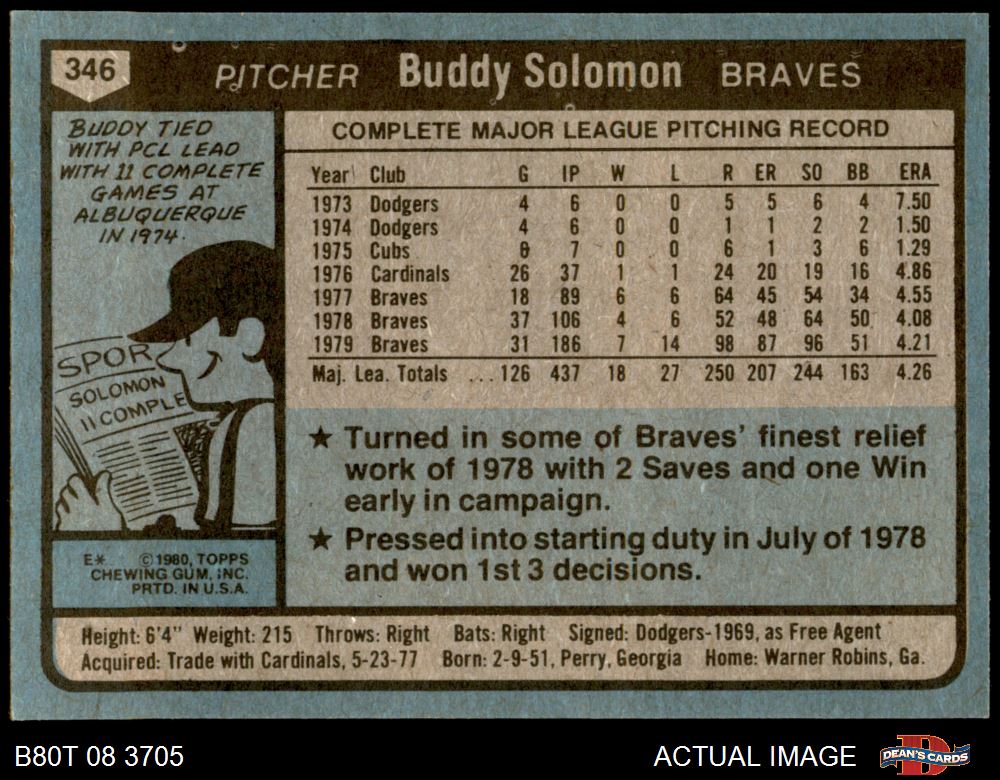 346 PITCHER Buddy Solomon BRAVES
BUDDY TIED
WITH PCL LEAD
WITH 11 COMPLETE
GAMES AT
ALBUQUERQUE
IN 1974.
SPOR
SOLOMON
11 COMPLE
E* © 1980, TOPPS
CHEWING GUM, INC.
PRTD. IN U.S.A.
COMPLETE MAJOR LEAGUE PITCHING RECORD
Year Club G IP W L R ER SO BB ERA
1973 Dodgers 4 6 0 0 5 5 6 4 7.50
1974 Dodgers 4 6 0 0 1 1 2 2 1.50
1975 Cubs 6 7 0 0 6 1 3 6 1.29
1976 Cardinals 26 37 1 1 24 20 19 16 4.86
1977 Braves 18 89 6 6 64 45 54 34 4.55
1978 Braves 37 106 4 6 52 48 64 50 4.08
1979 Braves 31 186 7 14 98 87 96 51 4.21
Maj. Lea. Totals ... 126 437 18 27 250 207 244 163 4.26
★ Turned in some of Braves' finest relief
work of 1978 with 2 Saves and one Win
early in campaign.
★ Pressed into starting duty in July of 1978
and won 1st 3 decisions.
Height: 6'4" Weight: 215 Throws: Right Bats: Right Signed: Dodgers-1969, as Free Agent
Acquired: Trade with Cardinals, 5-23-77 Born: 2-9-51, Perry, Georgia Home: Warner Robins, Ga.
B80T 08 3705 ACTUAL IMAGE DEAN'S CARDS